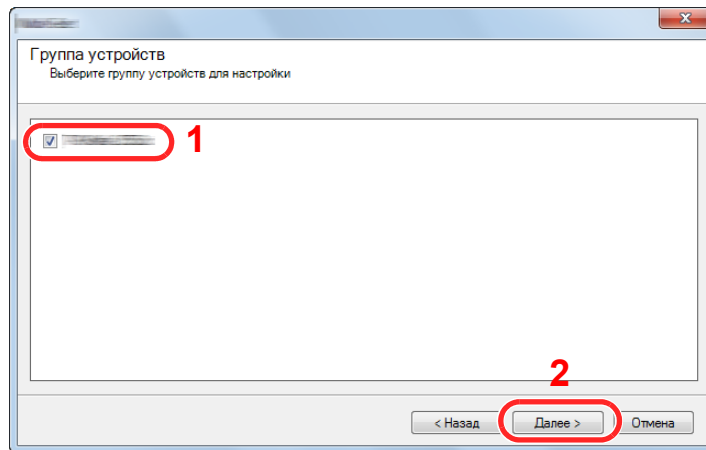 Группа устройств
Выберите группу устройств для настройки
1
2
< Назад
Далее >
Отмена